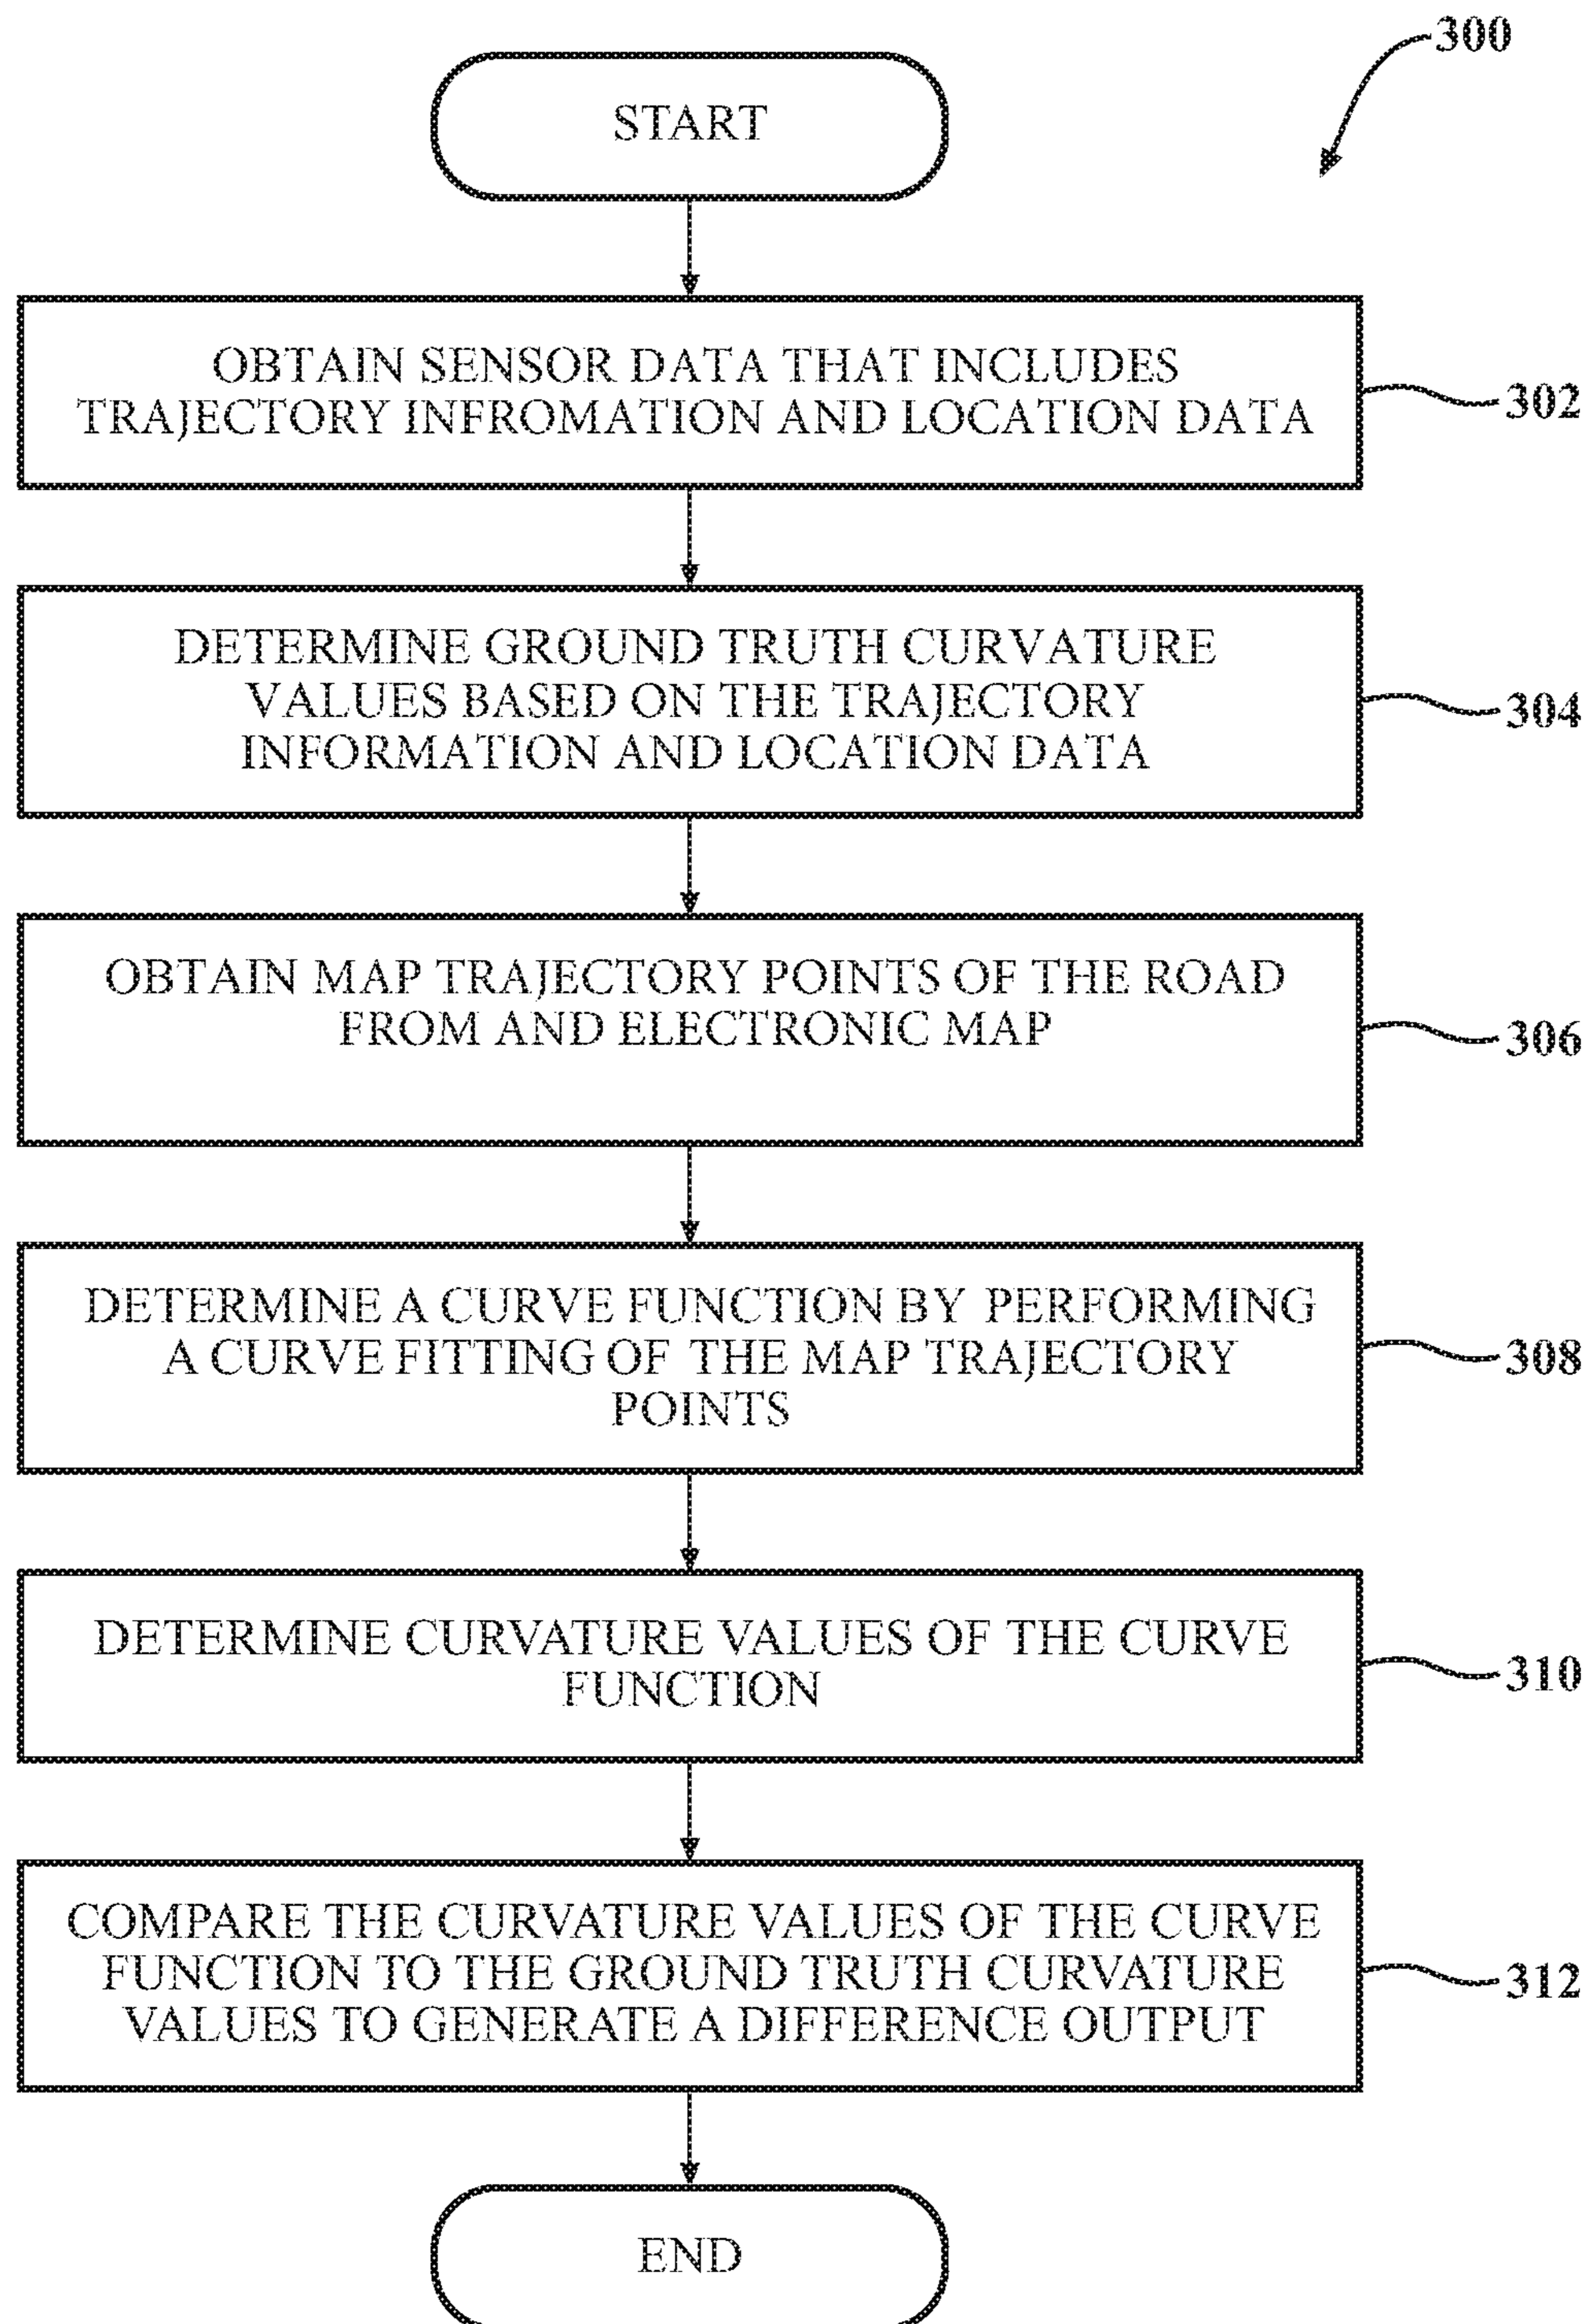 300
START
OBTAIN SENSOR DATA THAT INCLUDES
TRAJECTORY INFROMATION AND LOCATION DATA
302
DETERMINE GROUND TRUTH CURVATURE
VALUES BASED ON THE TRAJECTORY
INFORMATION AND LOCATION DATA
304
OBTAIN MAP TRAJECTORY POINTS OF THE ROAD
FROM AND ELECTRONIC MAP
306
DETERMINE A CURVE FUNCTION BY PERFORMING
A CURVE FITTING OF THE MAP TRAJECTORY
POINTS
308
DETERMINE CURVATURE VALUES OF THE CURVE
FUNCTION
310
COMPARE THE CURVATURE VALUES OF THE CURVE
FUNCTION TO THE GROUND TRUTH CURVATURE
VALUES TO GENERATE A DIFFERENCE OUTPUT
312
END